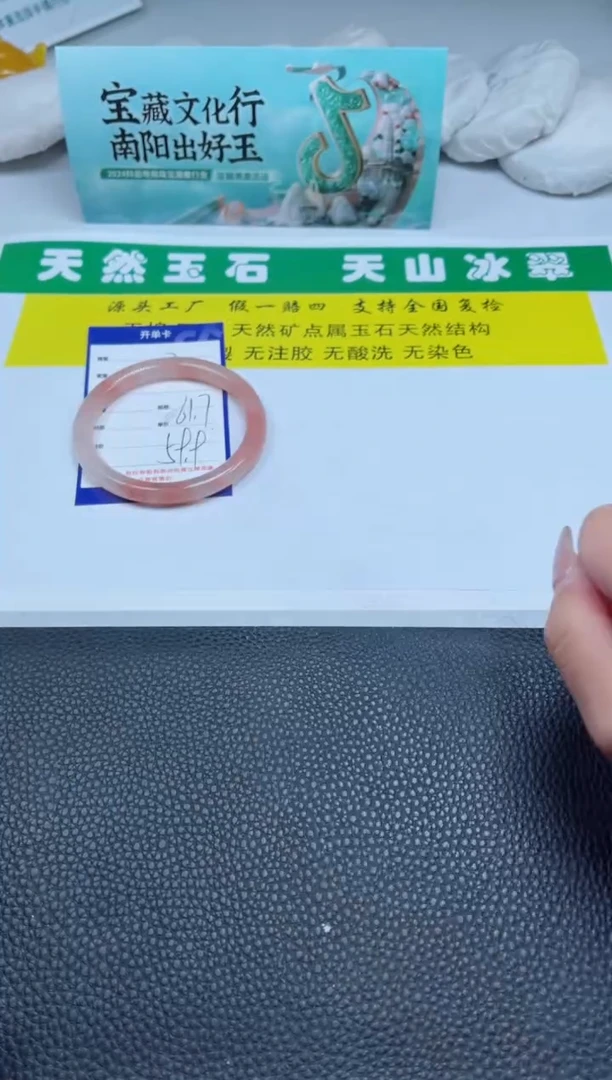 宝藏文化行
南阳出好玉
天然玉石 天山冰翠
源头工厂 假一赔四 支持全国复检
天然矿点属玉石天然结构
无注胶 无酸洗 无染色
开单卡
61.7
59.9